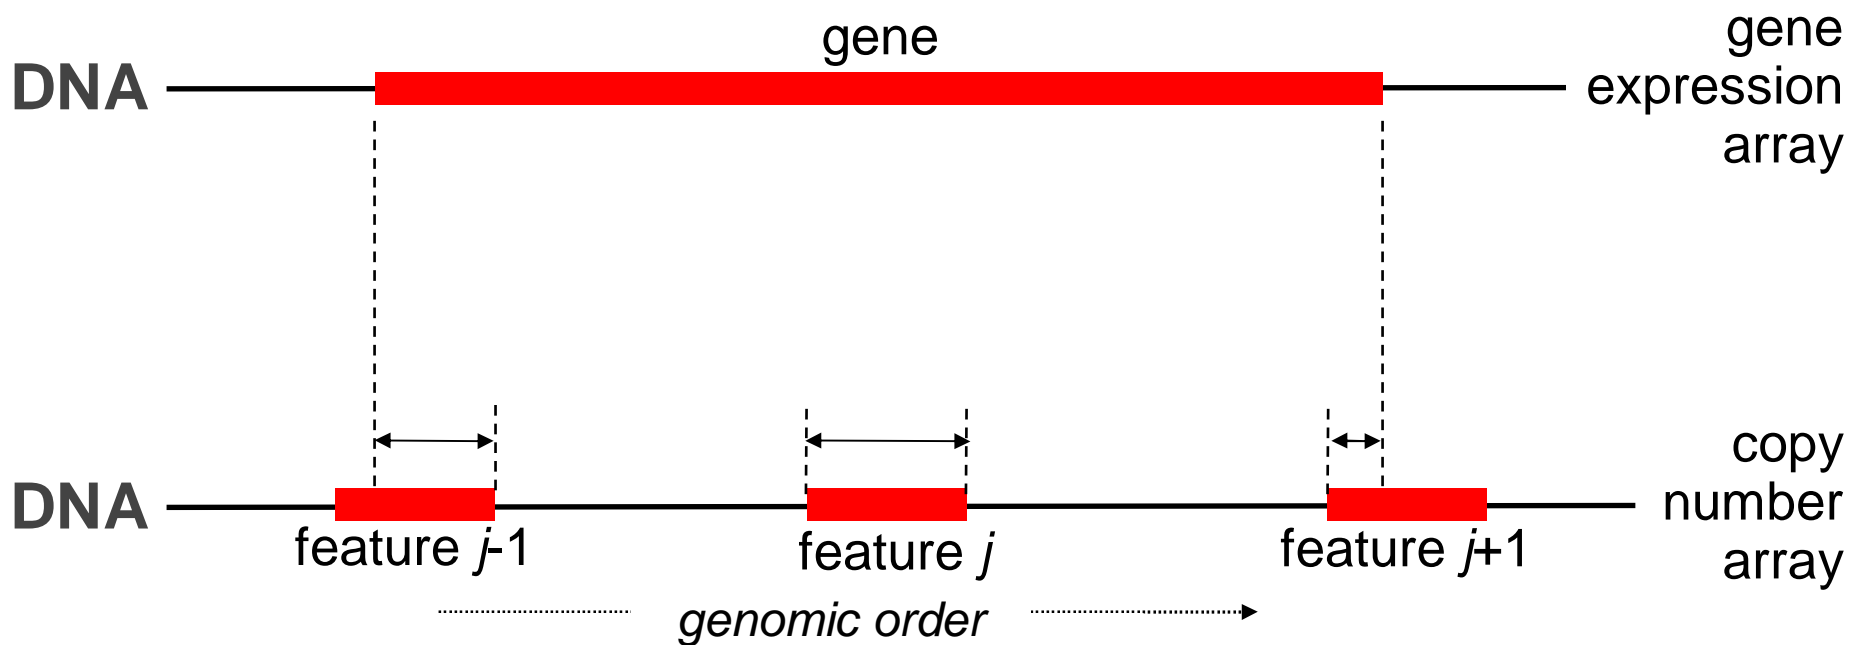 gene
DNA
gene
expression
array
DNA
feature j-1
feature j
feature j+1
copy
number
array
genomic order